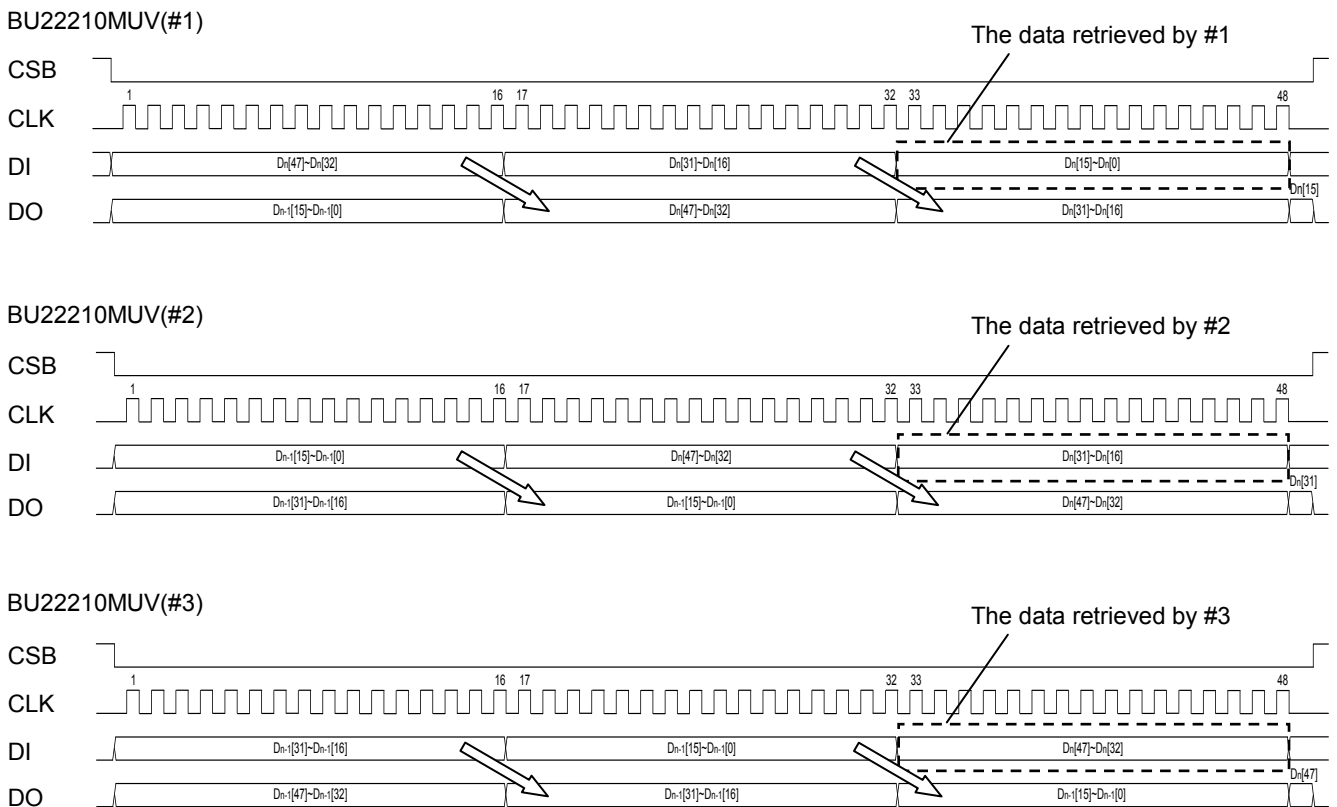 BU22210MUV(#1)
The data retrieved by #1
CSB
1 16 17 32 33 48
CLK
DI Dn[47]~Dn[32] Dn[31]~Dn[16] Dn[15]~Dn[0]
Dn[15]
DO Dn-1[15]~Dn-1[0] Dn[47]~Dn[32] Dn[31]~Dn[16]
BU22210MUV(#2)
The data retrieved by #2
CSB
1 16 17 32 33 48
CLK
DI Dn-1[15]~Dn-1[0] Dn[47]~Dn[32] Dn[31]~Dn[16]
Dn[31]
DO Dn-1[31]~Dn-1[16] Dn-1[15]~Dn-1[0] Dn[47]~Dn[32]
BU22210MUV(#3)
The data retrieved by #3
CSB
1 16 17 32 33 48
CLK
DI Dn-1[31]~Dn-1[16] Dn-1[15]~Dn-1[0] Dn[47]~Dn[32]
Dn[47]
DO Dn-1[47]~Dn-1[32] Dn-1[31]~Dn-1[16] Dn-1[15]~Dn-1[0]